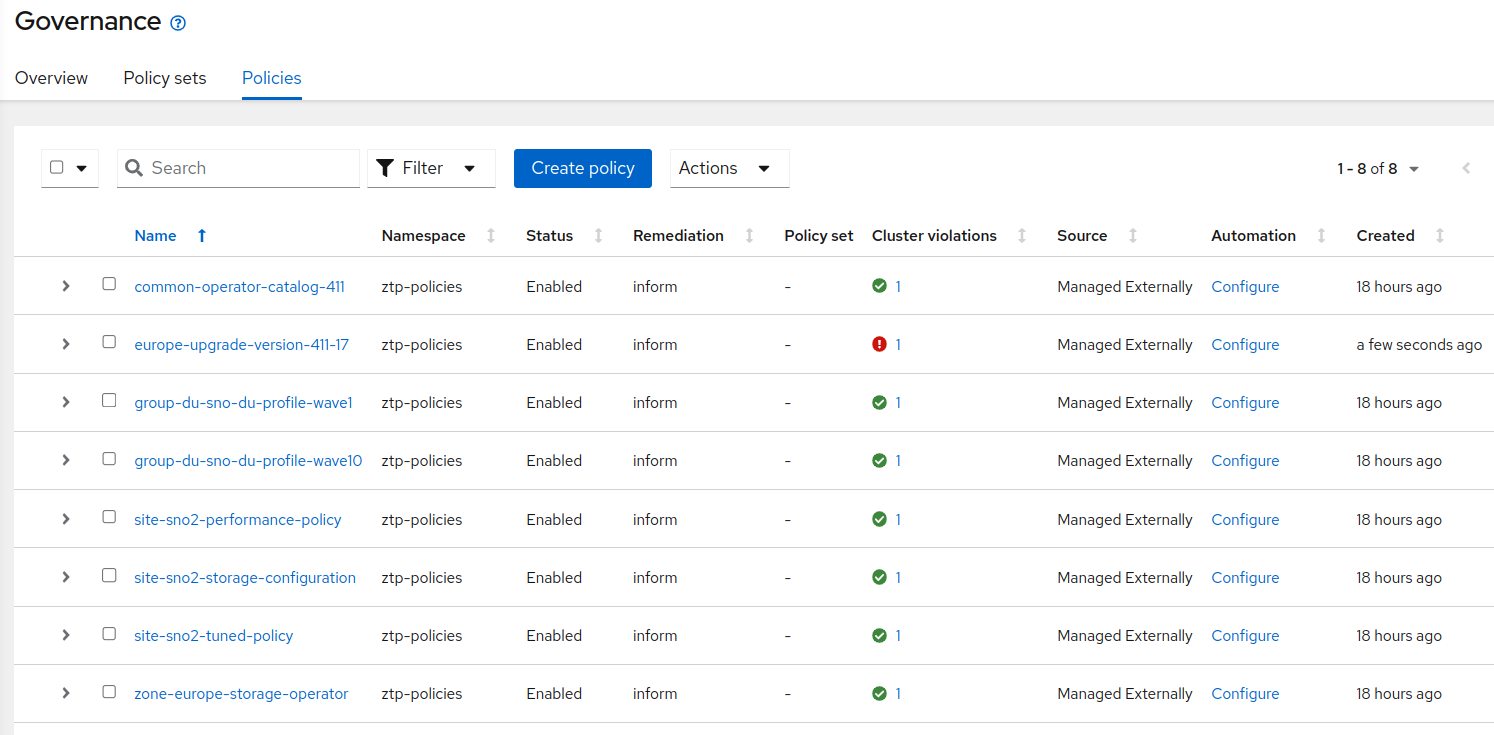 Governance
Overview Policy sets Policies
Search Filter Create policy Actions 1 - 8 of 8
Name Namespace Status Remediation Policy set Cluster violations Source Automation Created
common-operator-catalog-411 ztp-policies Enabled inform - 1 Managed Externally Configure 18 hours ago
europe-upgrade-version-411-17 ztp-policies Enabled inform - 1 Managed Externally Configure a few seconds ago
group-du-sno-du-profile-wave1 ztp-policies Enabled inform - 1 Managed Externally Configure 18 hours ago
group-du-sno-du-profile-wave10 ztp-policies Enabled inform - 1 Managed Externally Configure 18 hours ago
site-sno2-performance-policy ztp-policies Enabled inform - 1 Managed Externally Configure 18 hours ago
site-sno2-storage-configuration ztp-policies Enabled inform - 1 Managed Externally Configure 18 hours ago
site-sno2-tuned-policy ztp-policies Enabled inform - 1 Managed Externally Configure 18 hours ago
zone-europe-storage-operator ztp-policies Enabled inform - 1 Managed Externally Configure 18 hours ago